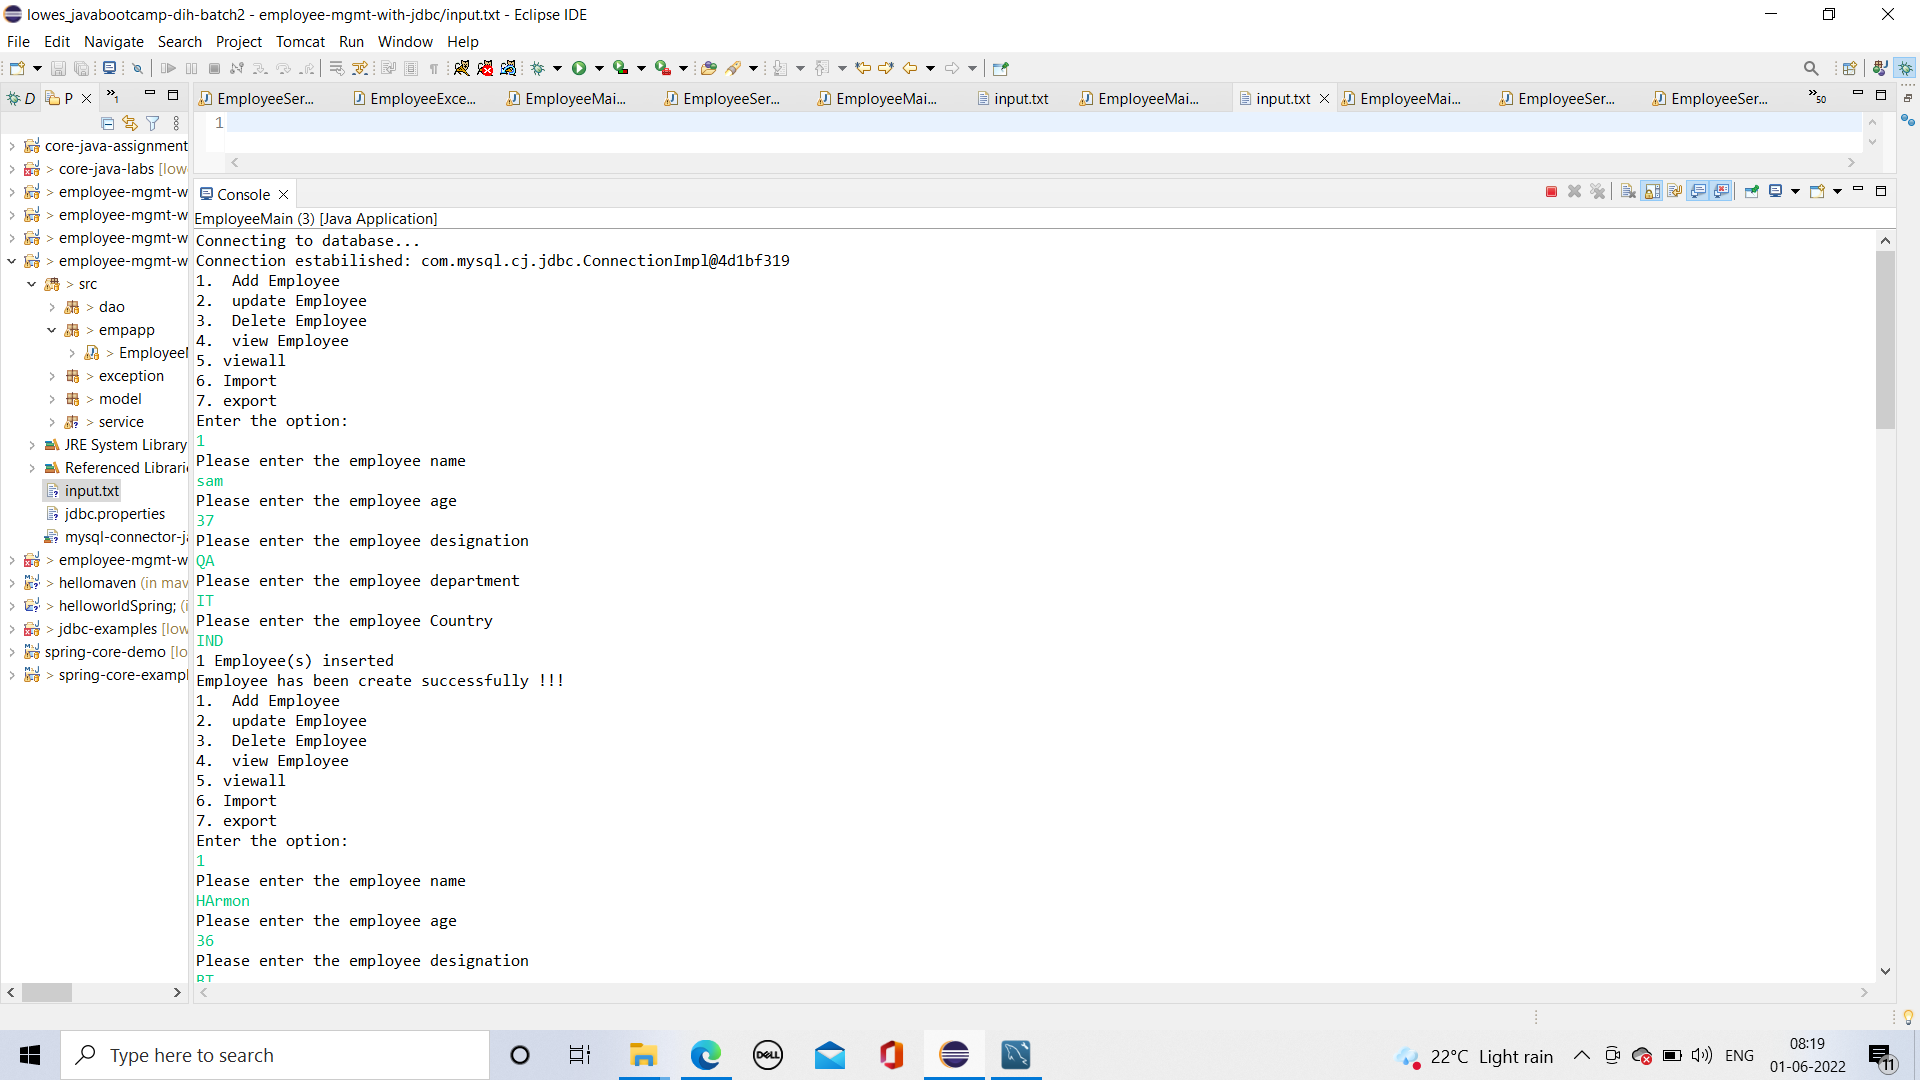 lowes_javabootcamp-dih-batch2 - employee-mgmt-with-jdbc/input.txt - Eclipse IDE
File Edit Navigate Search Project Tomcat Run Window Help
D P 1
EmployeeSer... EmployeeExce... EmployeeMai... EmployeeSer... EmployeeMai... input.txt EmployeeMai... input.txt EmployeeMai... EmployeeSer... EmployeeSer... 50
1
core-java-assignment
> core-java-labs [low
> employee-mgmt-w
> employee-mgmt-w
> employee-mgmt-w
> employee-mgmt-w
> src
> dao
> empapp
> Employee
> exception
> model
> service
JRE System Library
Referenced Librari
input.txt
jdbc.properties
mysql-connector-j
> employee-mgmt-w
> hellomaven (in mav
> helloworldSpring; (i
> jdbc-examples [low
spring-core-demo [lo
> spring-core-exampl
Console
EmployeeMain (3) [Java Application]
Connecting to database...
Connection estabilished: com.mysql.cj.jdbc.ConnectionImpl@4d1bf319
1.  Add Employee
2.  update Employee
3.  Delete Employee
4.  view Employee
5. viewall
6. Import
7. export
Enter the option:
1
Please enter the employee name
sam
Please enter the employee age
37
Please enter the employee designation
QA
Please enter the employee department
IT
Please enter the employee Country
IND
1 Employee(s) inserted
Employee has been create successfully !!!
1.  Add Employee
2.  update Employee
3.  Delete Employee
4.  view Employee
5. viewall
6. Import
7. export
Enter the option:
1
Please enter the employee name
HArmon
Please enter the employee age
36
Please enter the employee designation
Type here to search
DELL
22°C Light rain
ENG
08:19
01-06-2022
11